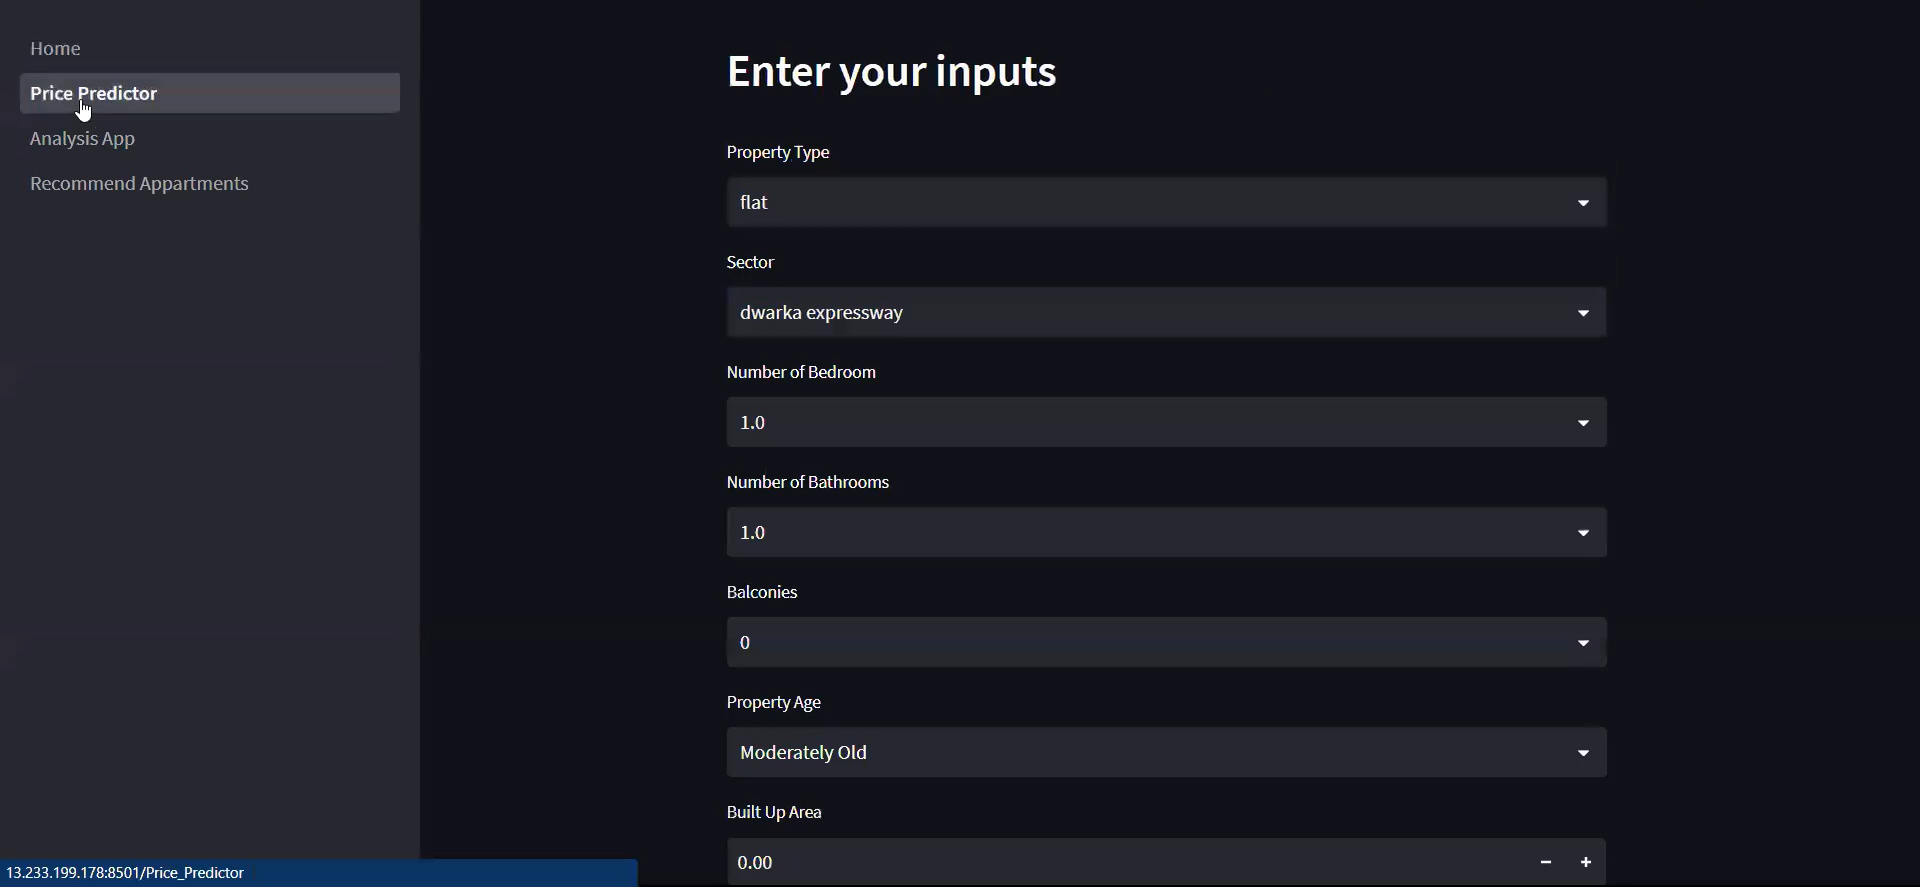 Home
Price Predictor
Analysis App
Recommend Appartments
Enter your inputs
Property Type
flat
Sector
dwarka expressway
Number of Bedroom
1.0
Number of Bathrooms
1.0
Balconies
0
Property Age
Moderately Old
Built Up Area
0.00
13.233.199.178:8501/Price_Predictor